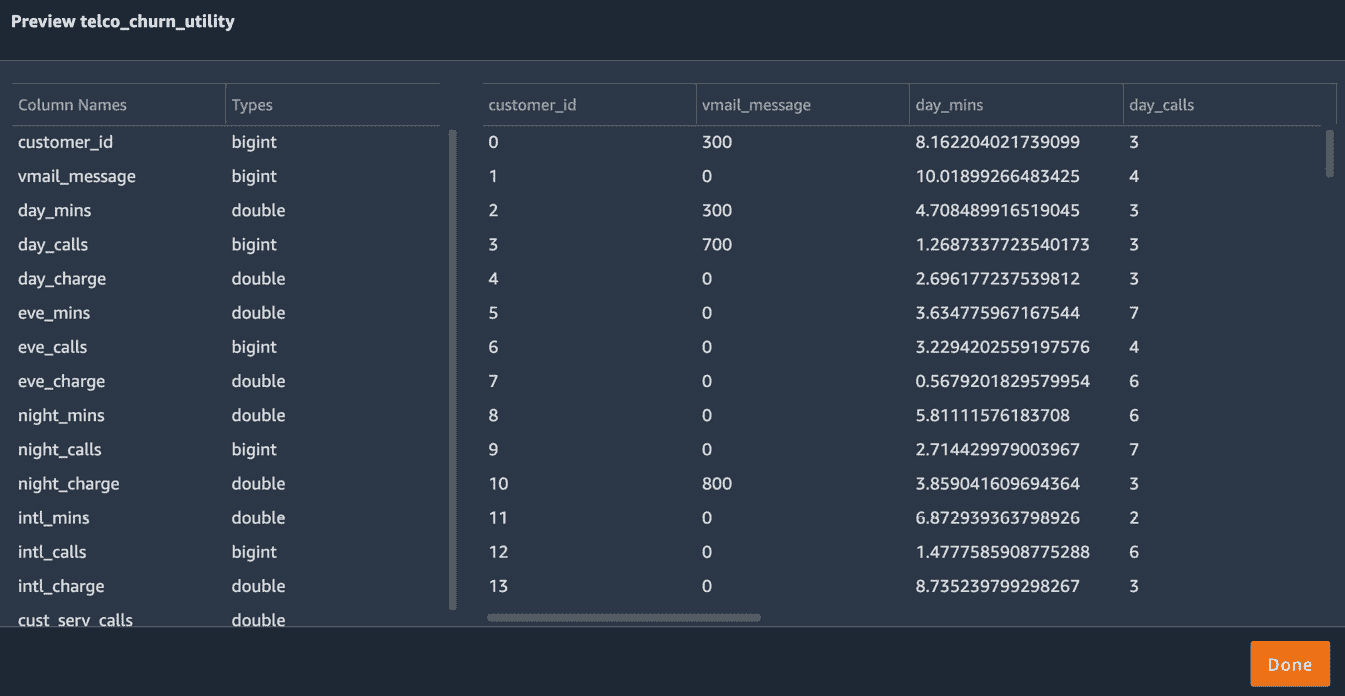 Preview telco_churn_utility
Column Names Types customer_id vmail_message day_mins day_calls
customer_id bigint 0 300 8.162204021739099 3
vmail_message bigint 1 0 10.01899266483425 4
day_mins double 2 300 4.708489916519045 3
day_calls bigint 3 700 1.2687337723540173 3
day_charge double 4 0 2.696177237539812 3
eve_mins double 5 0 3.634775967167544 7
eve_calls bigint 6 0 3.2294202559197576 4
eve_charge double 7 0 0.5679201829579954 6
night_mins double 8 0 5.81111576183708 6
night_calls bigint 9 0 2.714429979003967 7
night_charge double 10 800 3.859041609694364 3
intl_mins double 11 0 6.872939363798926 2
intl_calls bigint 12 0 1.4777585908775288 6
intl_charge double 13 0 8.735239799298267 3
cust_serv_calls double
Done